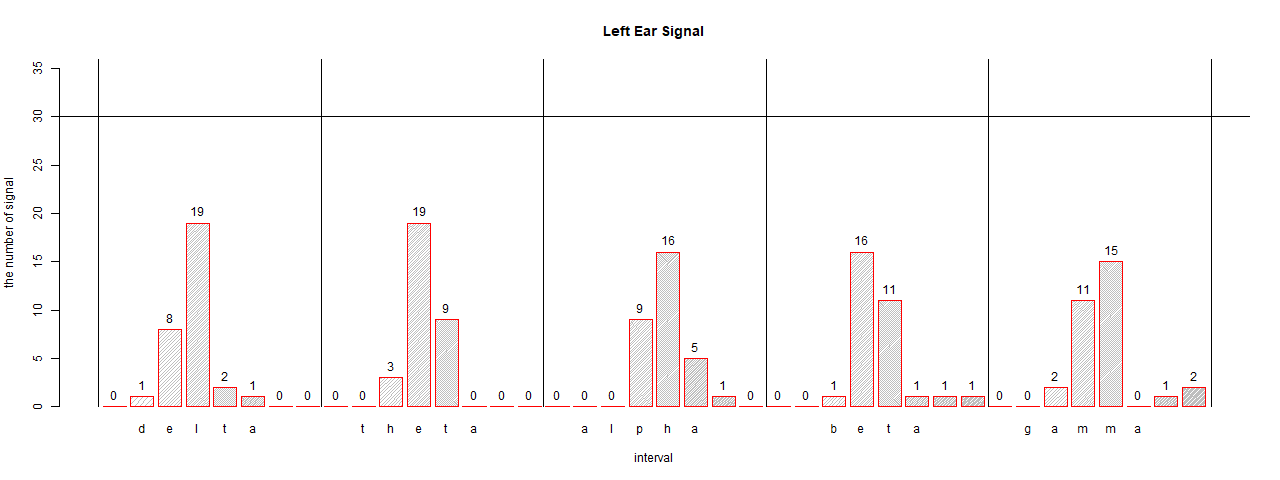 Left Ear Signal
the number of signal
35
30
25
20
15
10
5
0
0 1 8 19 2 1 0 0 0 0 3 19 9 0 0 0 0 0 0 9 16 5 1 0 0 0 1 16 11 1 1 1 0 0 2 11 15 0 1 2
d e l t a t h e t a a l p h a b e t a g a m m a
interval